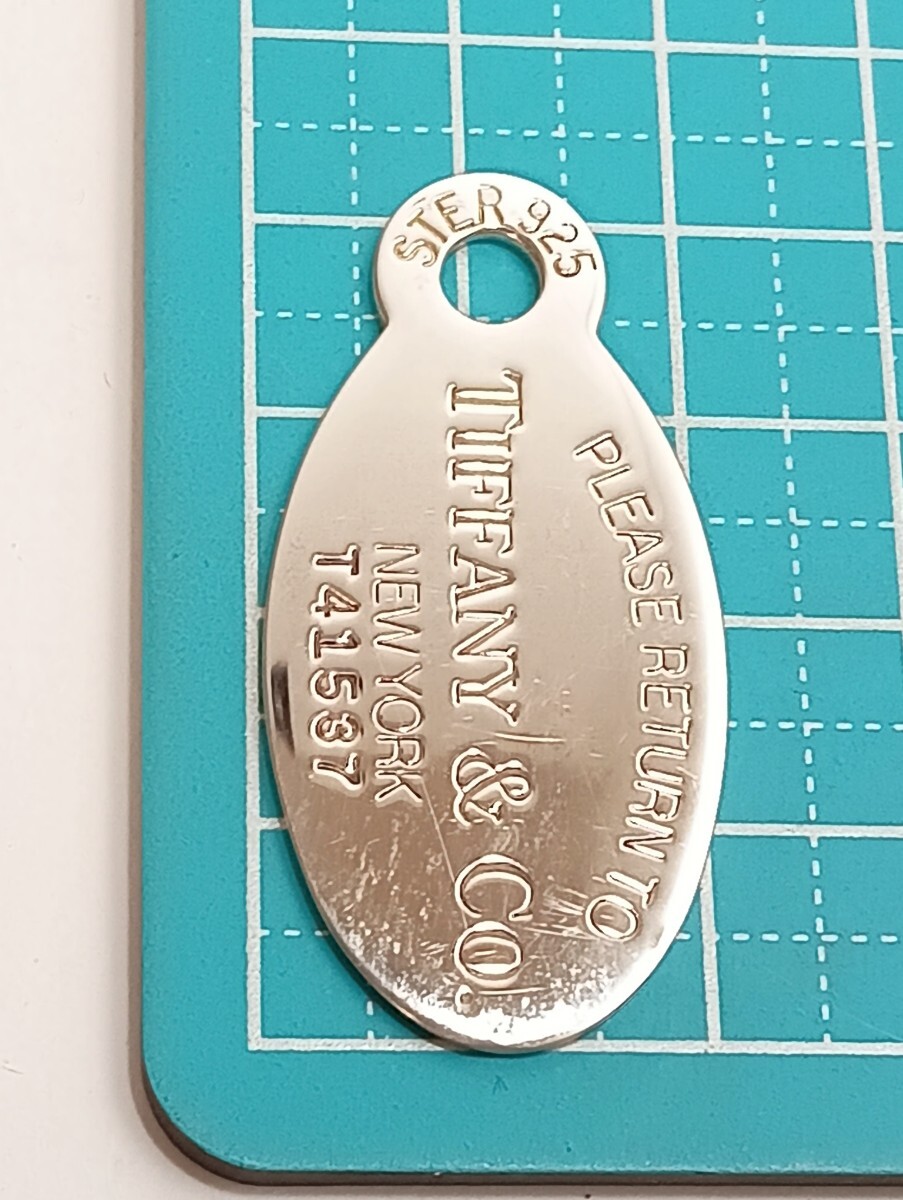 STER 925
PLEASE RETURN TO
TIFFANY & CO.
NEW YORK
T41537